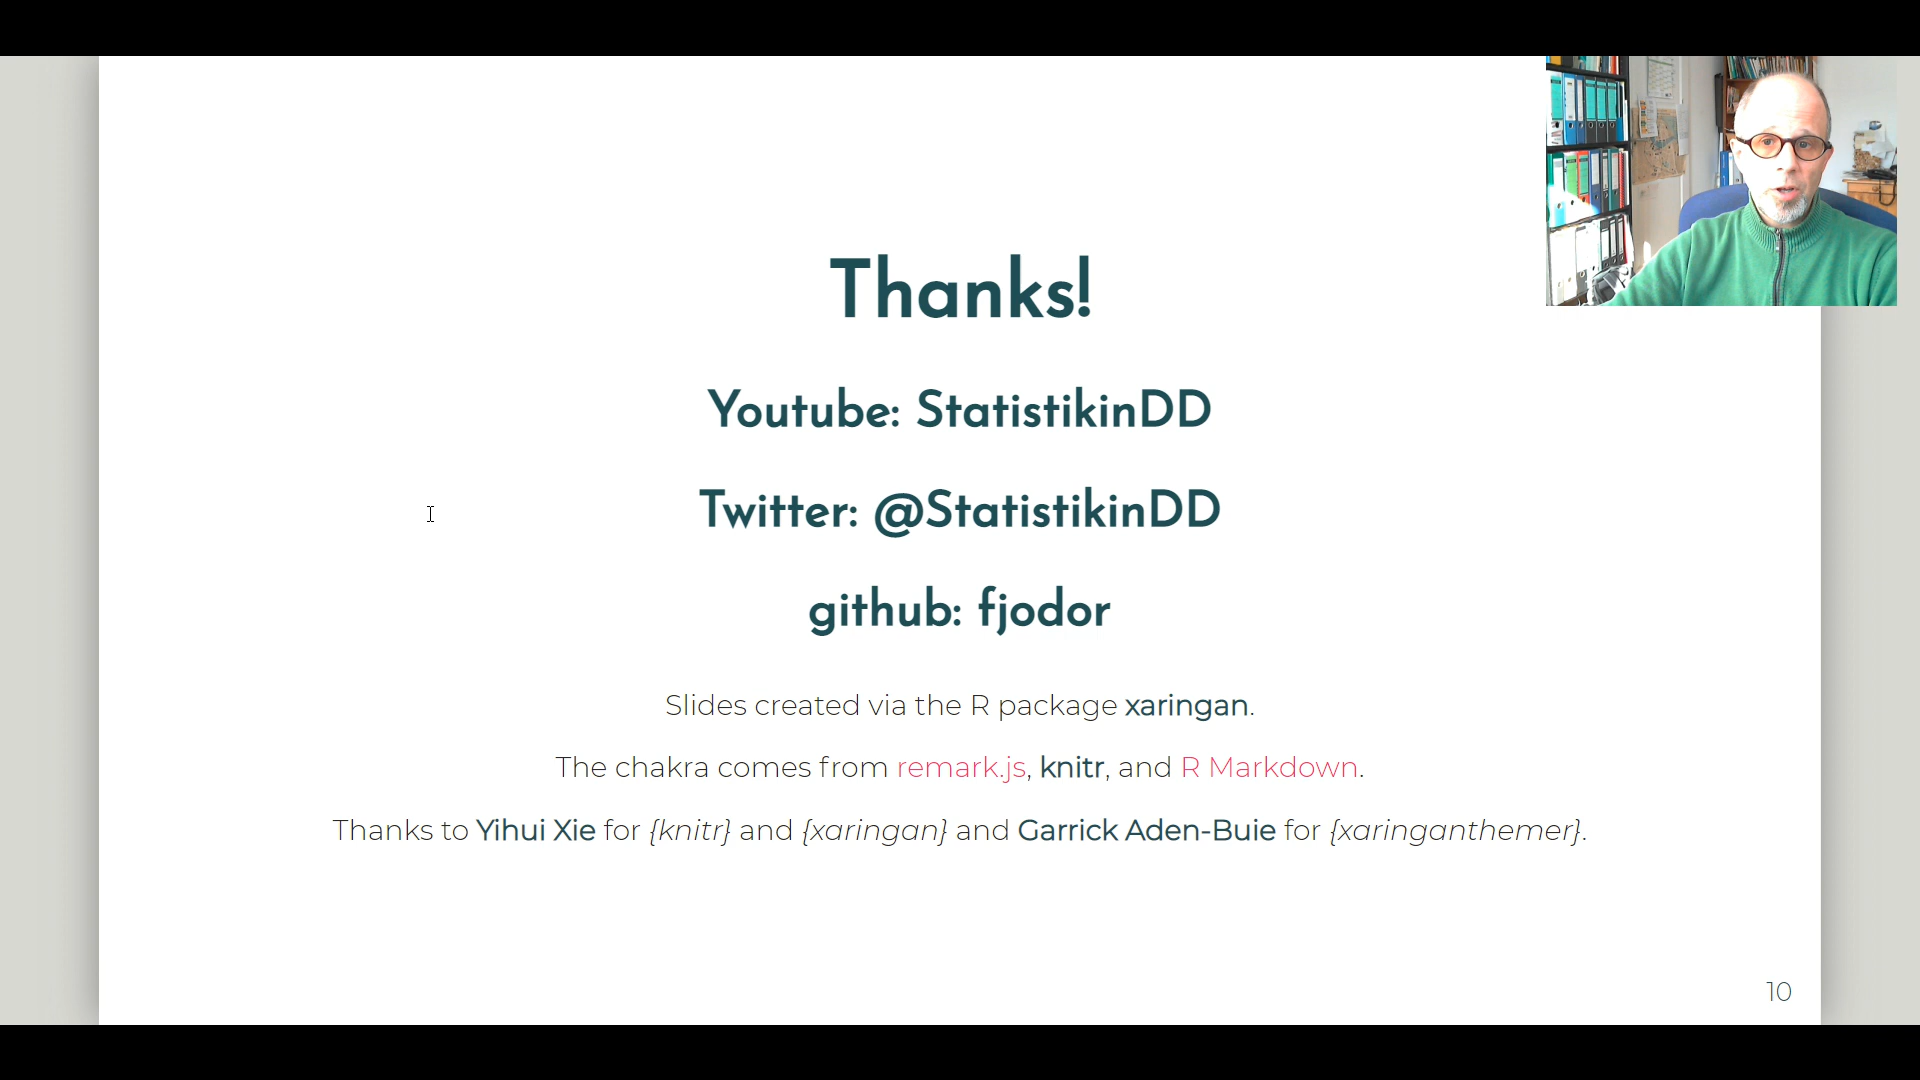 Thanks!
Youtube: StatistikinDD
Twitter: @StatistikinDD
github: fjodor
Slides created via the R package xaringan.
The chakra comes from remark.js, knitr, and R Markdown.
Thanks to Yihui Xie for {knitr} and {xaringan} and Garrick Aden-Buie for {xaringanthemer}.
10